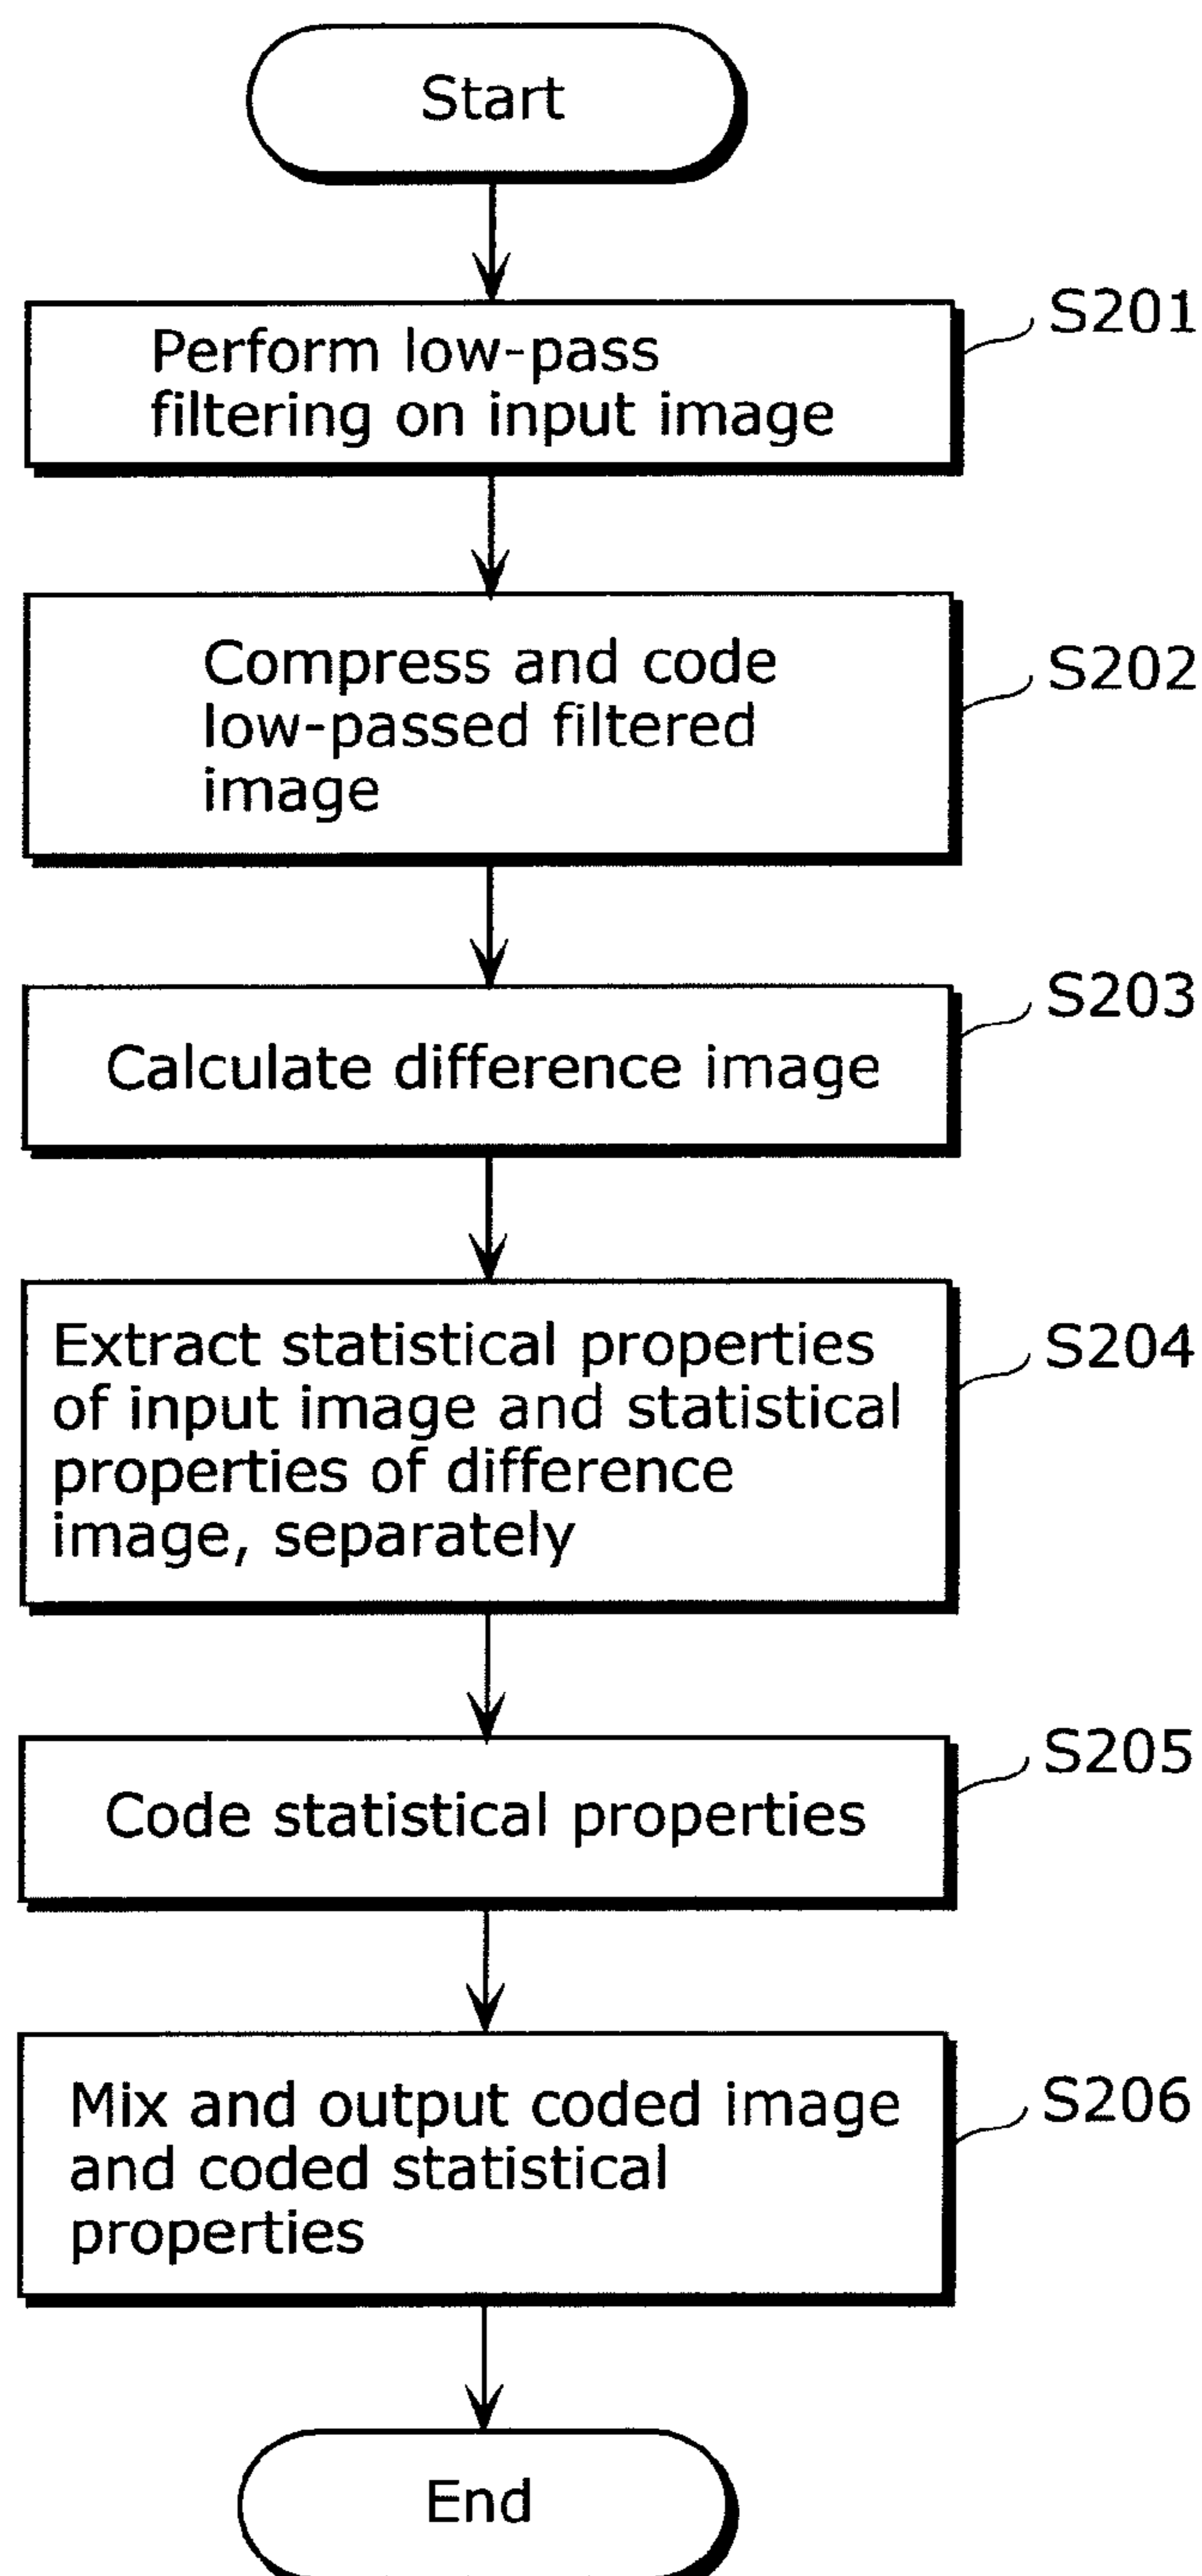 Start
S201
Perform low-pass
filtering on input image
S202
Compress and code
low-passed filtered
image
S203
Calculate difference image
S204
Extract statistical properties
of input image and statistical
properties of difference
image, separately
S205
Code statistical properties
S206
Mix and output coded image
and coded statistical
properties
End